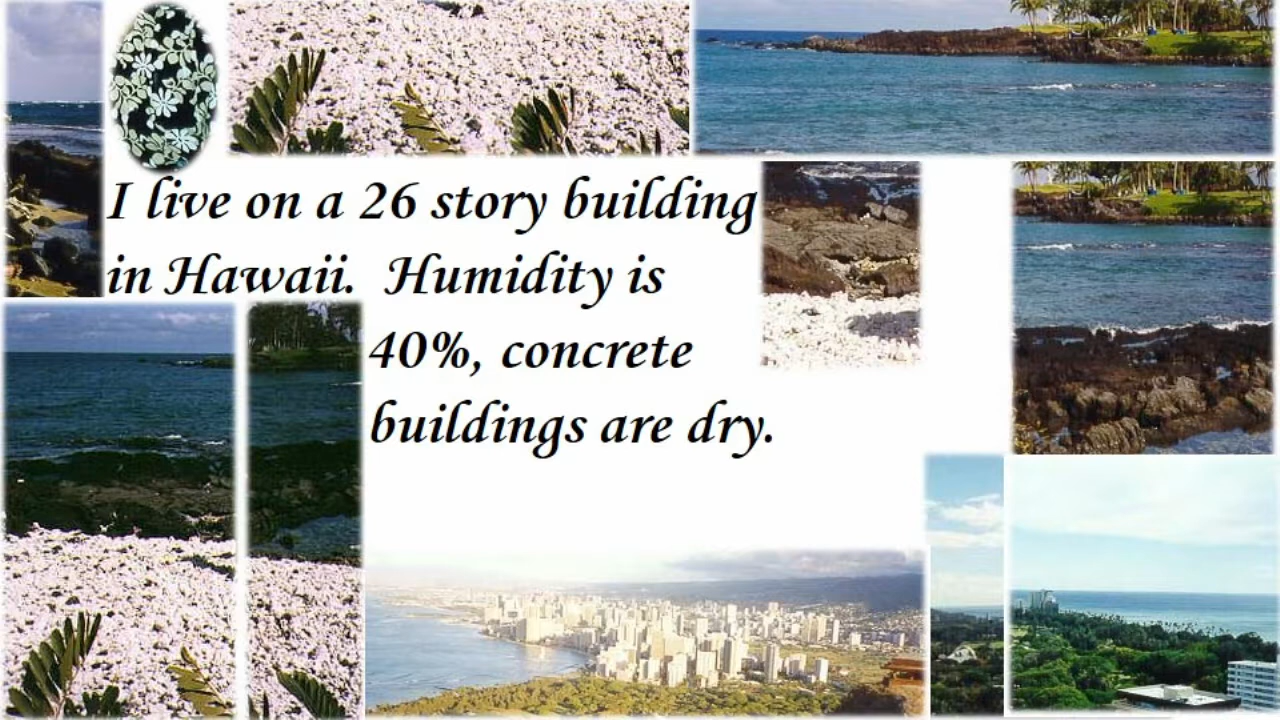 I live on a 26 story building
in Hawaii. Humidity is
40%, concrete
buildings are dry.